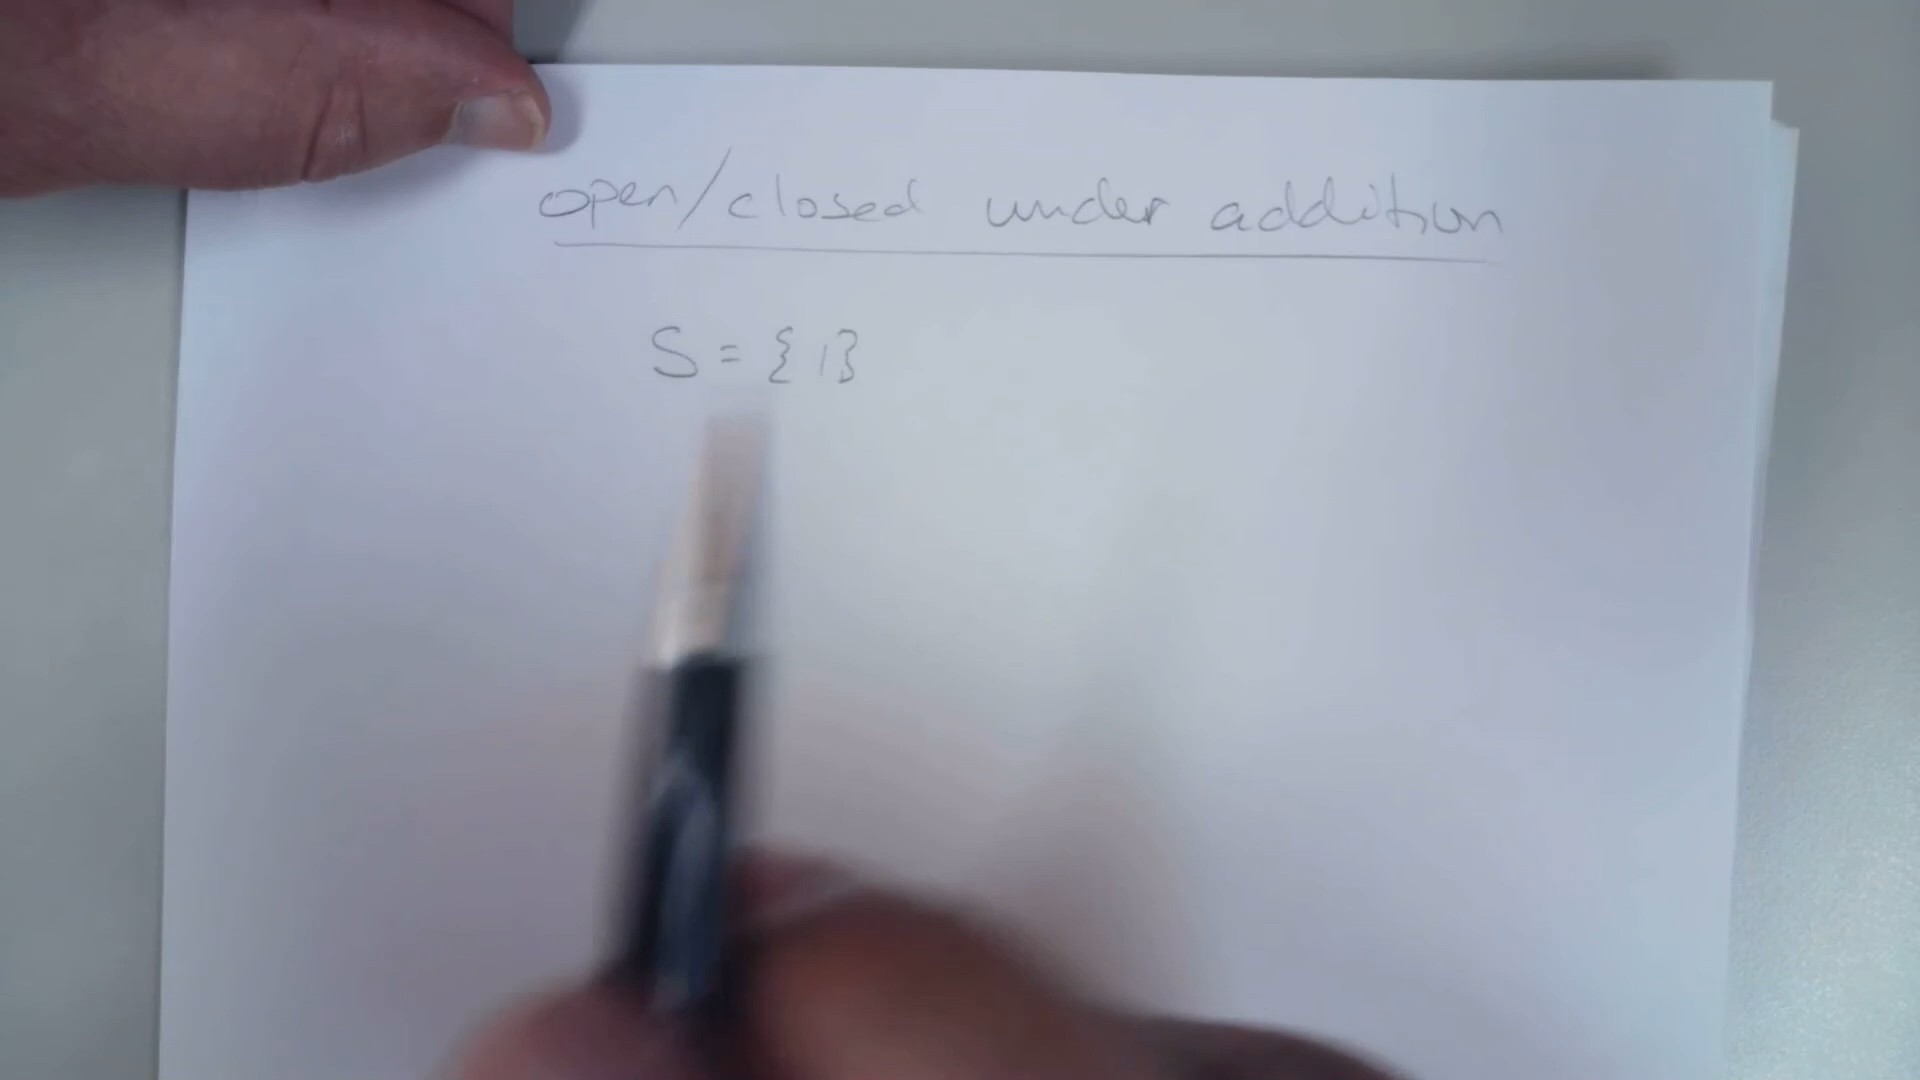 open/closed under addition
S = { 1}